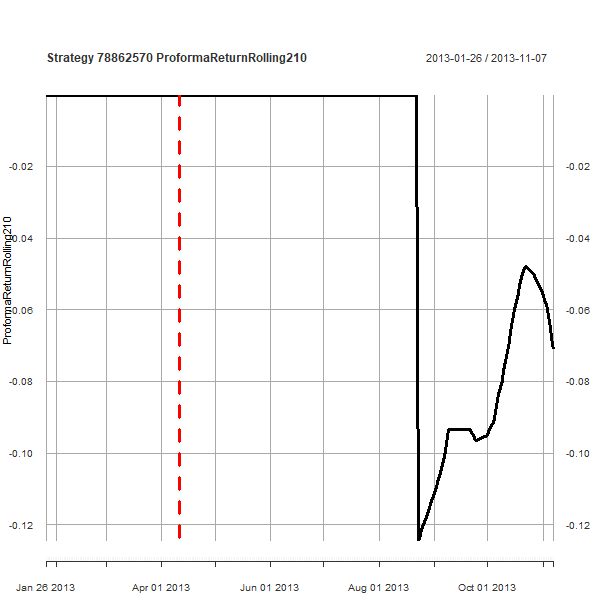 Strategy 78862570 ProformaReturnRolling210
2013-01-26 / 2013-11-07
ProformaReturnRolling210
-0.02
-0.04
-0.06
-0.08
-0.10
-0.12
-0.02
-0.04
-0.06
-0.08
-0.10
-0.12
Jan 26 2013
Apr 01 2013
Jun 01 2013
Aug 01 2013
Oct 01 2013